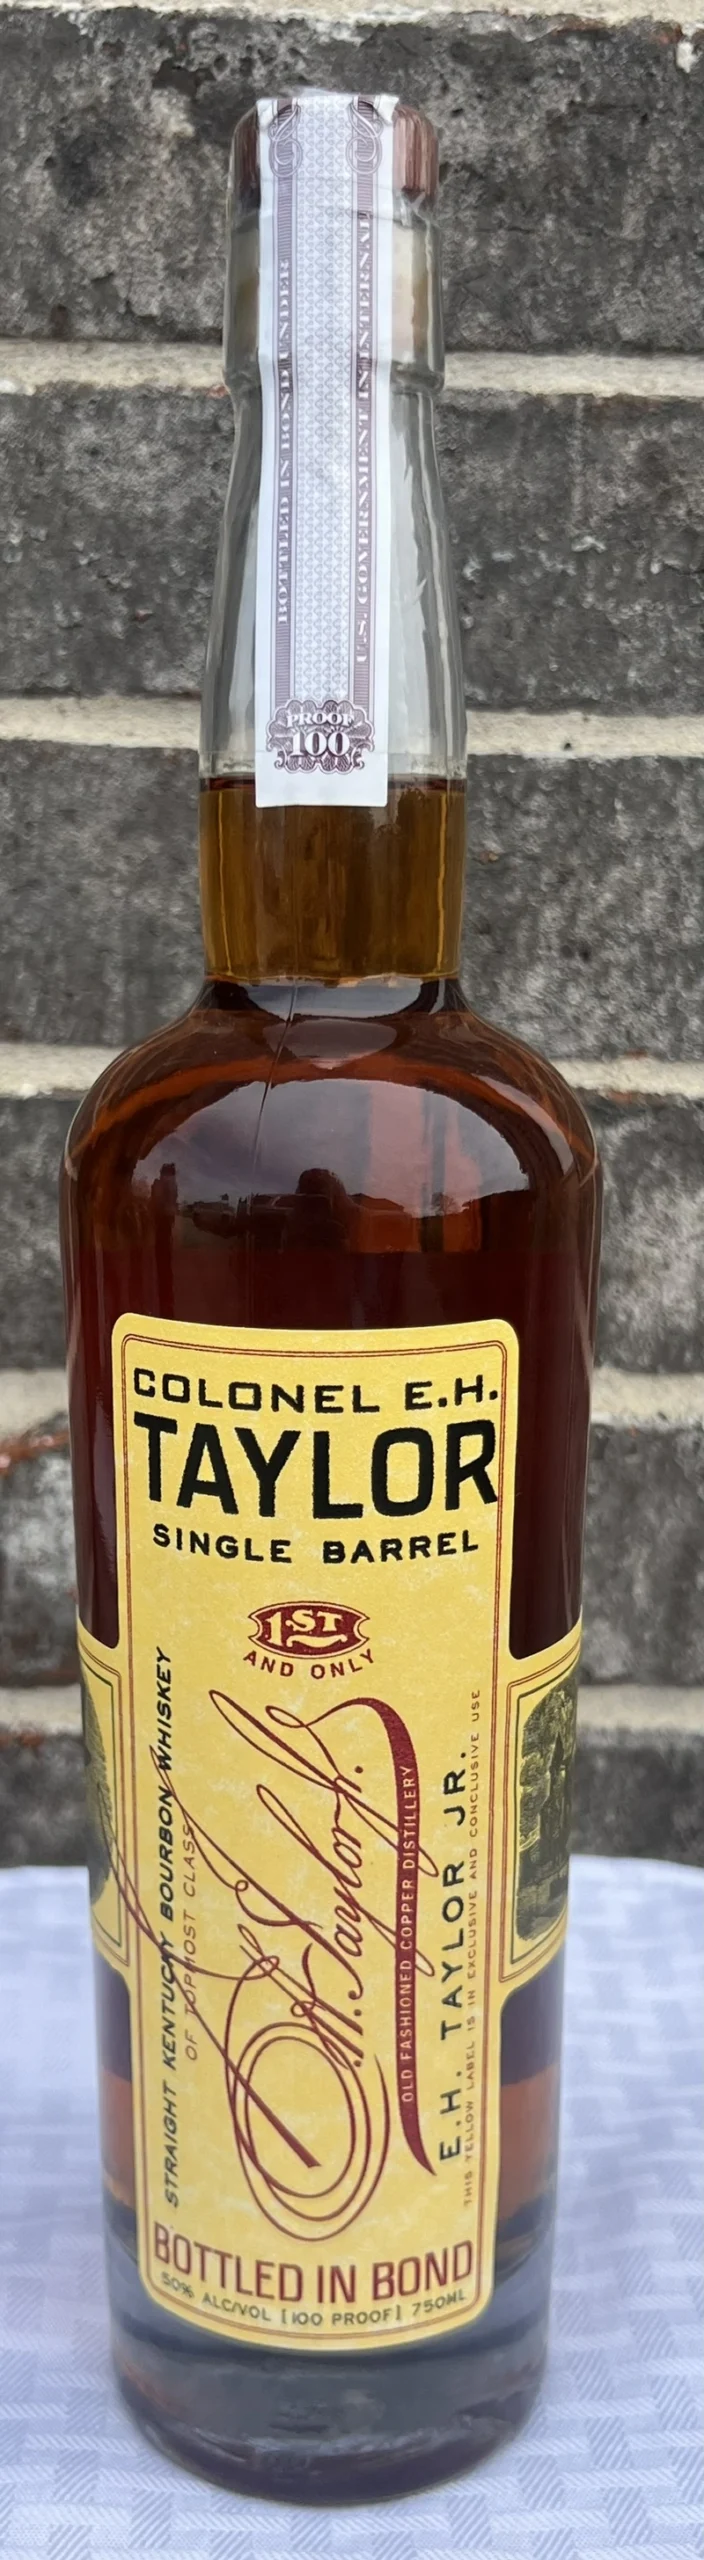 BOTTLED IN BOND UNDER
U.S. GOVERNMENT
PROOF
100
COLONEL E.H.
TAYLOR
SINGLE BARREL
1ST
AND ONLY
STRAIGHT KENTUCKY BOURBON WHISKEY
OF TOPMOST CLASS
E.H. Taylor, Jr.
OLD FASHIONED COPPER DISTILLERY
E.H. TAYLOR JR.
THIS YELLOW LABEL IS IN EXCLUSIVE AND CONCLUSIVE USE
BOTTLED IN BOND
50% ALC/VOL [100 PROOF] 750ML